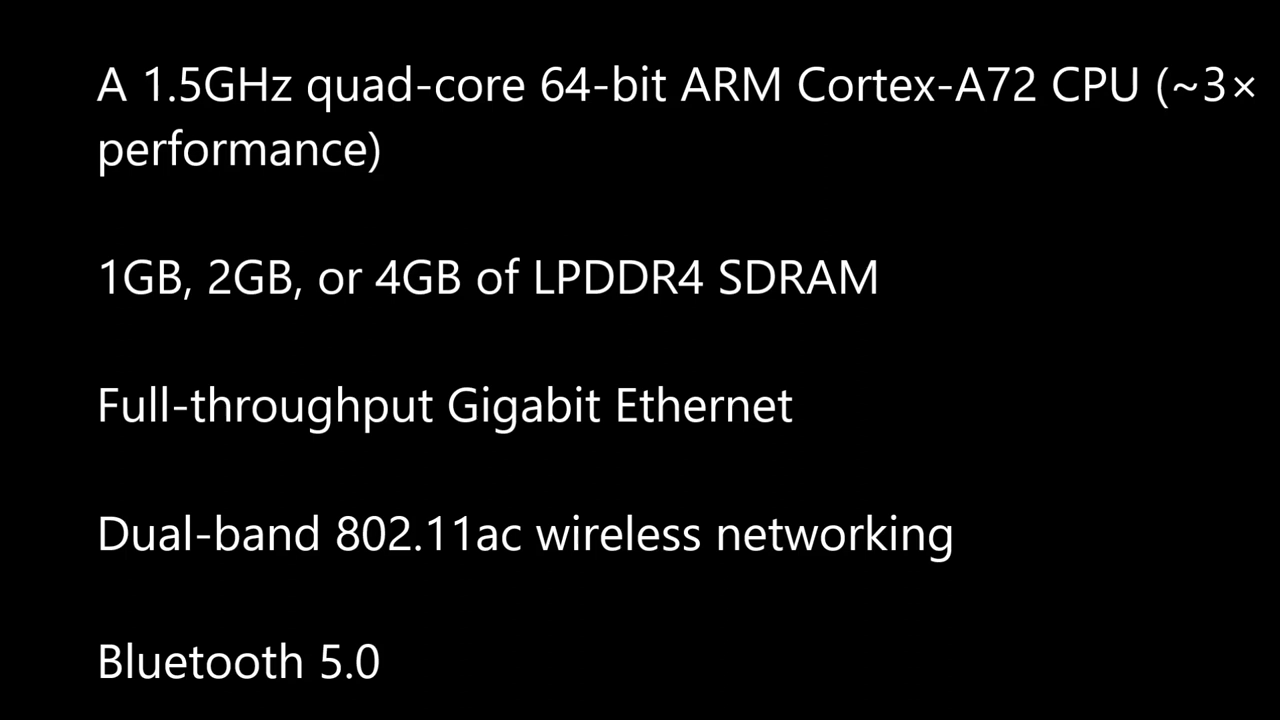 A 1.5GHz quad-core 64-bit ARM Cortex-A72 CPU (~3×
performance)
1GB, 2GB, or 4GB of LPDDR4 SDRAM
Full-throughput Gigabit Ethernet
Dual-band 802.11ac wireless networking
Bluetooth 5.0